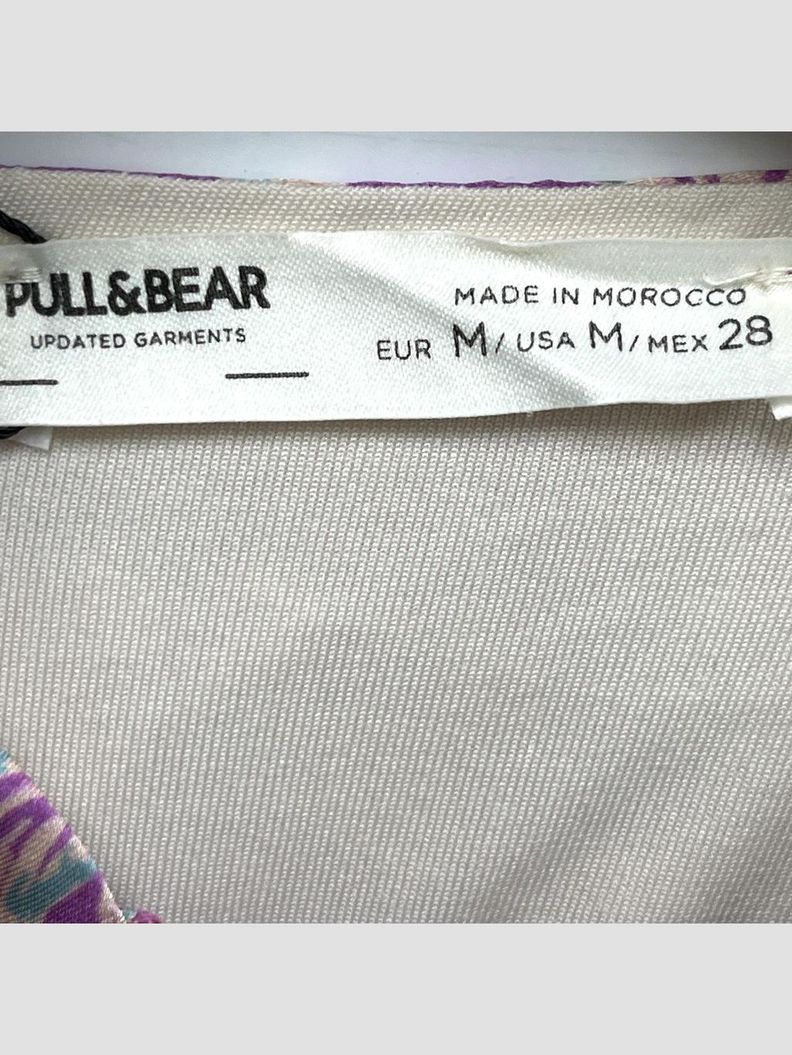 PULL&BEAR
UPDATED GARMENTS
MADE IN MOROCCO
EUR M/USA M/MEX 28